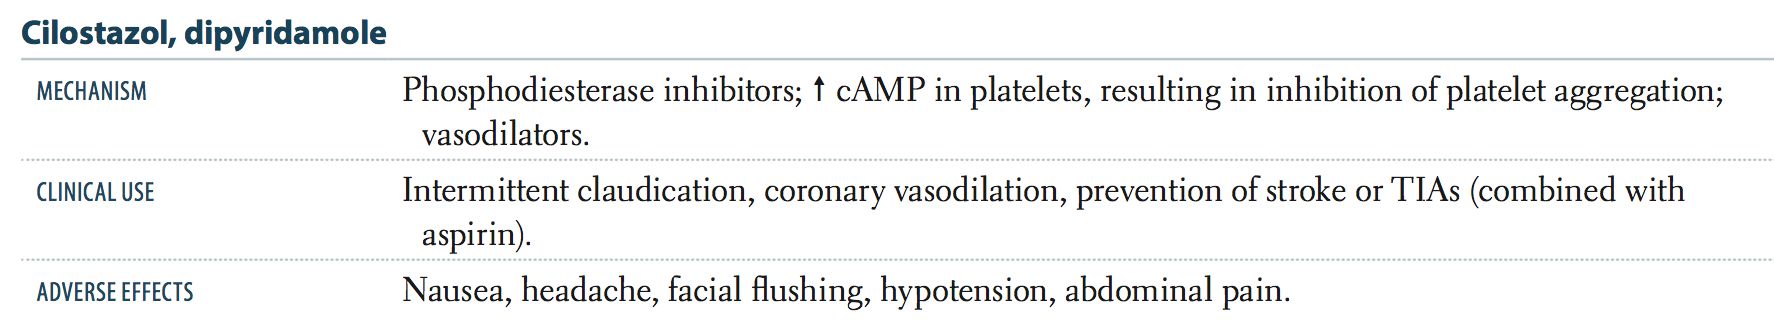 Cilostazol, dipyridamole
MECHANISM Phosphodiesterase inhibitors; ↑ cAMP in platelets, resulting in inhibition of platelet aggregation;
vasodilators.
CLINICAL USE Intermittent claudication, coronary vasodilation, prevention of stroke or TIAs (combined with
aspirin).
ADVERSE EFFECTS Nausea, headache, facial flushing, hypotension, abdominal pain.